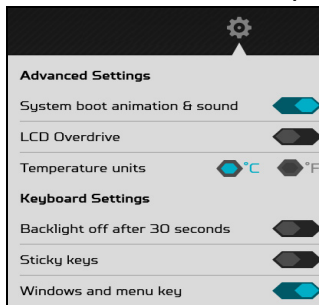 Advanced Settings
System boot animation & sound
LCD Overdrive
Temperature units °C °F
Keyboard Settings
Backlight off after 30 seconds
Sticky keys
Windows and menu key